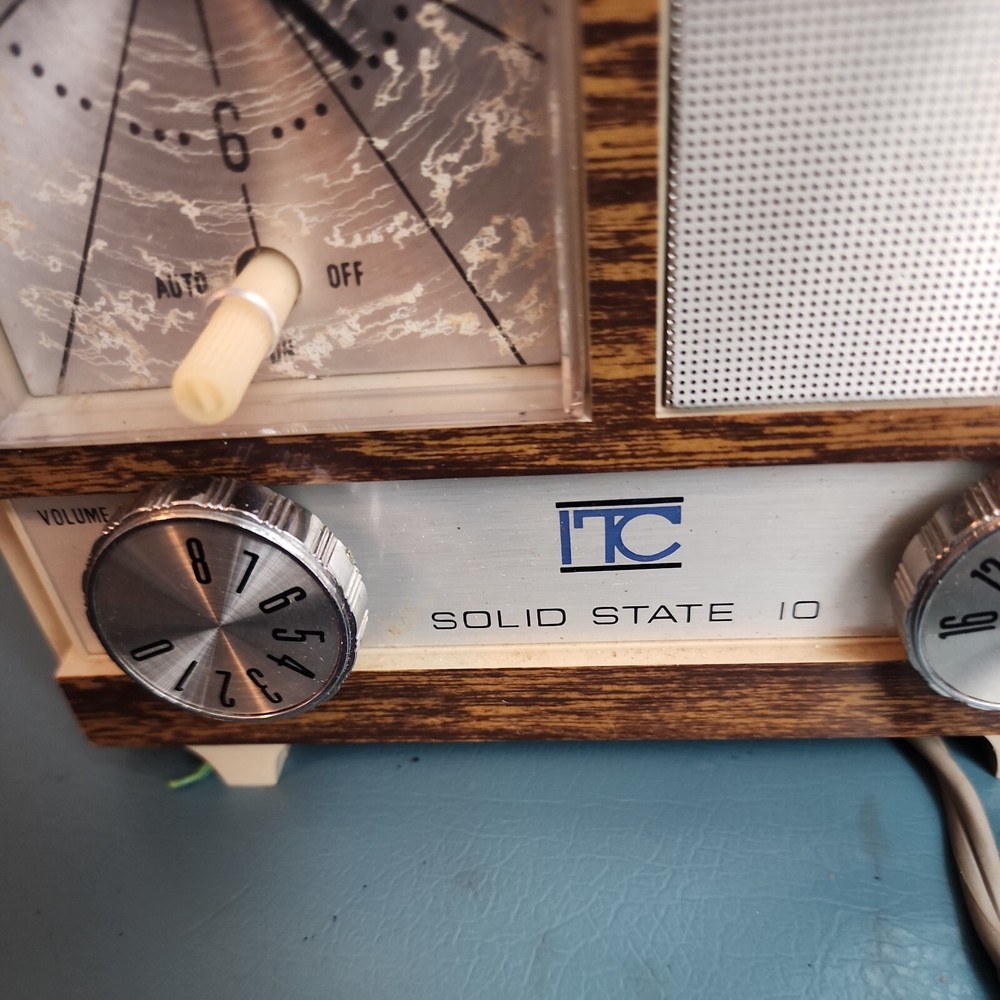 6
AUTO OFF
ON
VOLUME
8 7 6 5 4 3 2 1 0
ITC
SOLID STATE 10
12
16